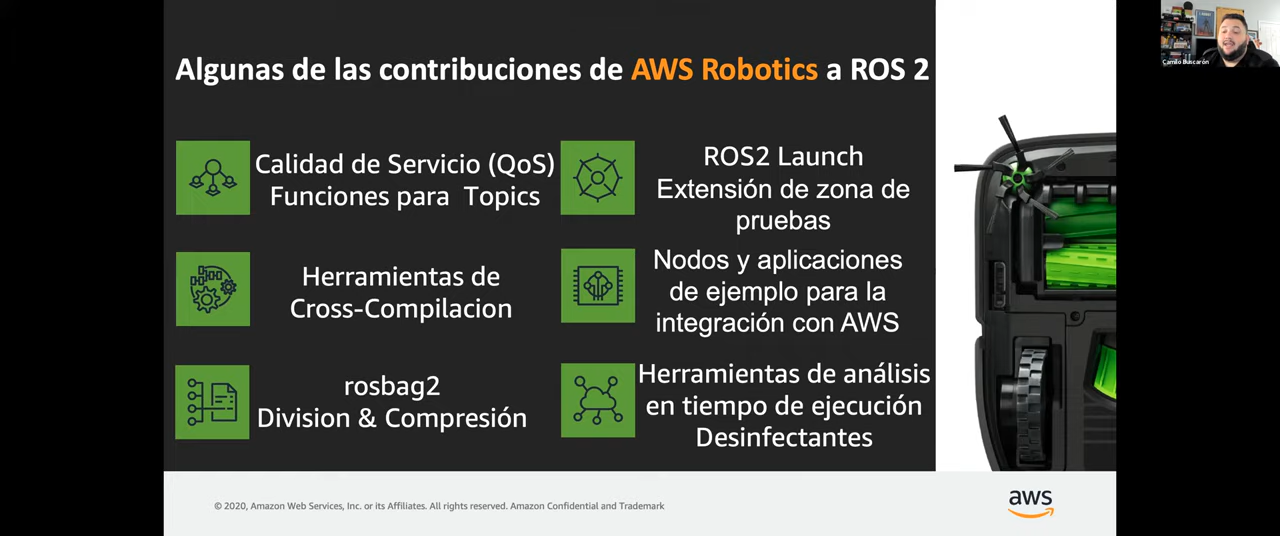 Algunas de las contribuciones de AWS Robotics a ROS 2
Calidad de Servicio (QoS)
Funciones para Topics
ROS2 Launch
Extensión de zona de
pruebas
Herramientas de
Cross-Compilacion
Nodos y aplicaciones
de ejemplo para la
integración con AWS
rosbag2
Division & Compresión
Herramientas de análisis
en tiempo de ejecución
Desinfectantes
© 2020, Amazon Web Services, Inc. or its Affiliates. All rights reserved. Amazon Confidential and Trademark
aws
Camilo Buscarón